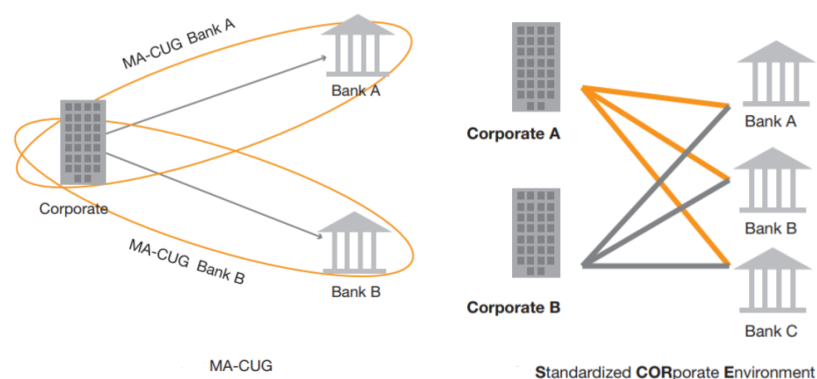 MA-CUG Bank A
Bank A
Corporate
MA-CUG Bank B
Bank B
MA-CUG
Corporate A
Bank A
Bank B
Corporate B
Bank C
Standardized CORporate Environment